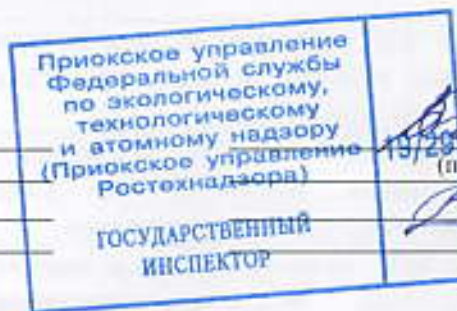 Приокское управление
Федеральной службы
по экологическому,
технологическому
и атомному надзору
(Приокское управление
Ростехнадзора)
ГОСУДАРСТВЕННЫЙ
ИНСПЕКТОР